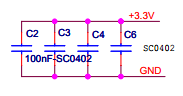 +3.3V
C2 C3 C4 C6
SC0402
100nF-SC0402
GND